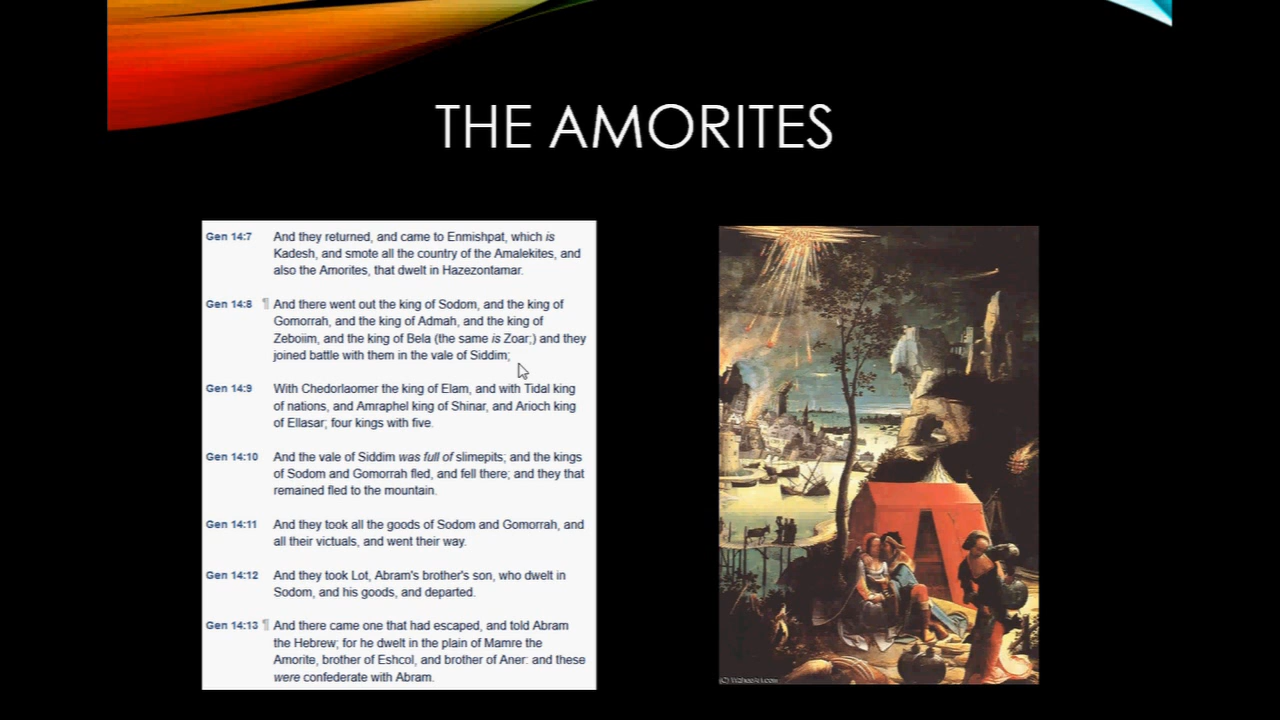 THE AMORITES
Gen 14:7 And they returned, and came to Enmishpat, which is
Kadesh, and smote all the country of the Amalekites, and
also the Amorites, that dwelt in Hazezontamar.
Gen 14:8 ¶ And there went out the king of Sodom, and the king of
Gomorrah, and the king of Admah, and the king of
Zeboiim, and the king of Bela (the same is Zoar;) and they
joined battle with them in the vale of Siddim;
Gen 14:9 With Chedorlaomer the king of Elam, and with Tidal king
of nations, and Amraphel king of Shinar, and Arioch king
of Ellasar; four kings with five.
Gen 14:10 And the vale of Siddim was full of slimepits; and the kings
of Sodom and Gomorrah fled, and fell there; and they that
remained fled to the mountain.
Gen 14:11 And they took all the goods of Sodom and Gomorrah, and
all their victuals, and went their way.
Gen 14:12 And they took Lot, Abram's brother's son, who dwelt in
Sodom, and his goods, and departed.
Gen 14:13 ¶ And there came one that had escaped, and told Abram
the Hebrew; for he dwelt in the plain of Mamre the
Amorite, brother of Eshcol, and brother of Aner: and these
were confederate with Abram.
(C) WahooArt.com